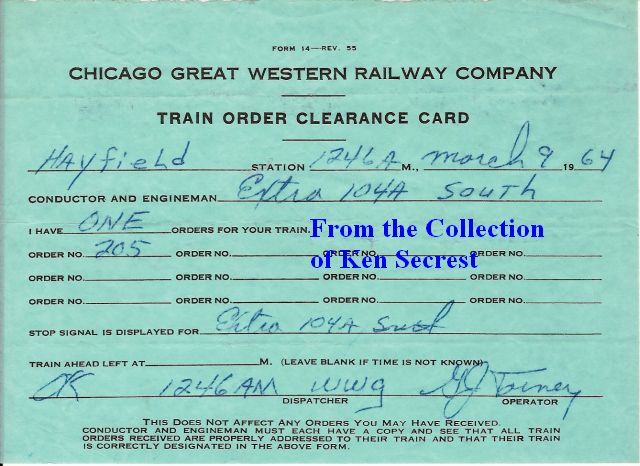 FORM 14—REV. 55
CHICAGO GREAT WESTERN RAILWAY COMPANY
TRAIN ORDER CLEARANCE CARD
Hayfield STATION 1246A M., March 9 1964
CONDUCTOR AND ENGINEMAN Extra 104A South
I HAVE ONE ORDERS FOR YOUR TRAIN.
From the Collection
of Ken Secrest
ORDER NO. 205 ORDER NO. ORDER NO. ORDER NO.
ORDER NO. ORDER NO. ORDER NO. ORDER NO.
ORDER NO. ORDER NO. ORDER NO. ORDER NO.
STOP SIGNAL IS DISPLAYED FOR Extra 104A South
TRAIN AHEAD LEFT AT M. (LEAVE BLANK IF TIME IS NOT KNOWN)
OK 1246AM WWG
DISPATCHER OPERATOR
THIS DOES NOT AFFECT ANY ORDERS YOU MAY HAVE RECEIVED.
CONDUCTOR AND ENGINEMAN MUST EACH HAVE A COPY AND SEE THAT ALL TRAIN
ORDERS RECEIVED ARE PROPERLY ADDRESSED TO THEIR TRAIN AND THAT THEIR TRAIN
IS CORRECTLY DESIGNATED IN THE ABOVE FORM.